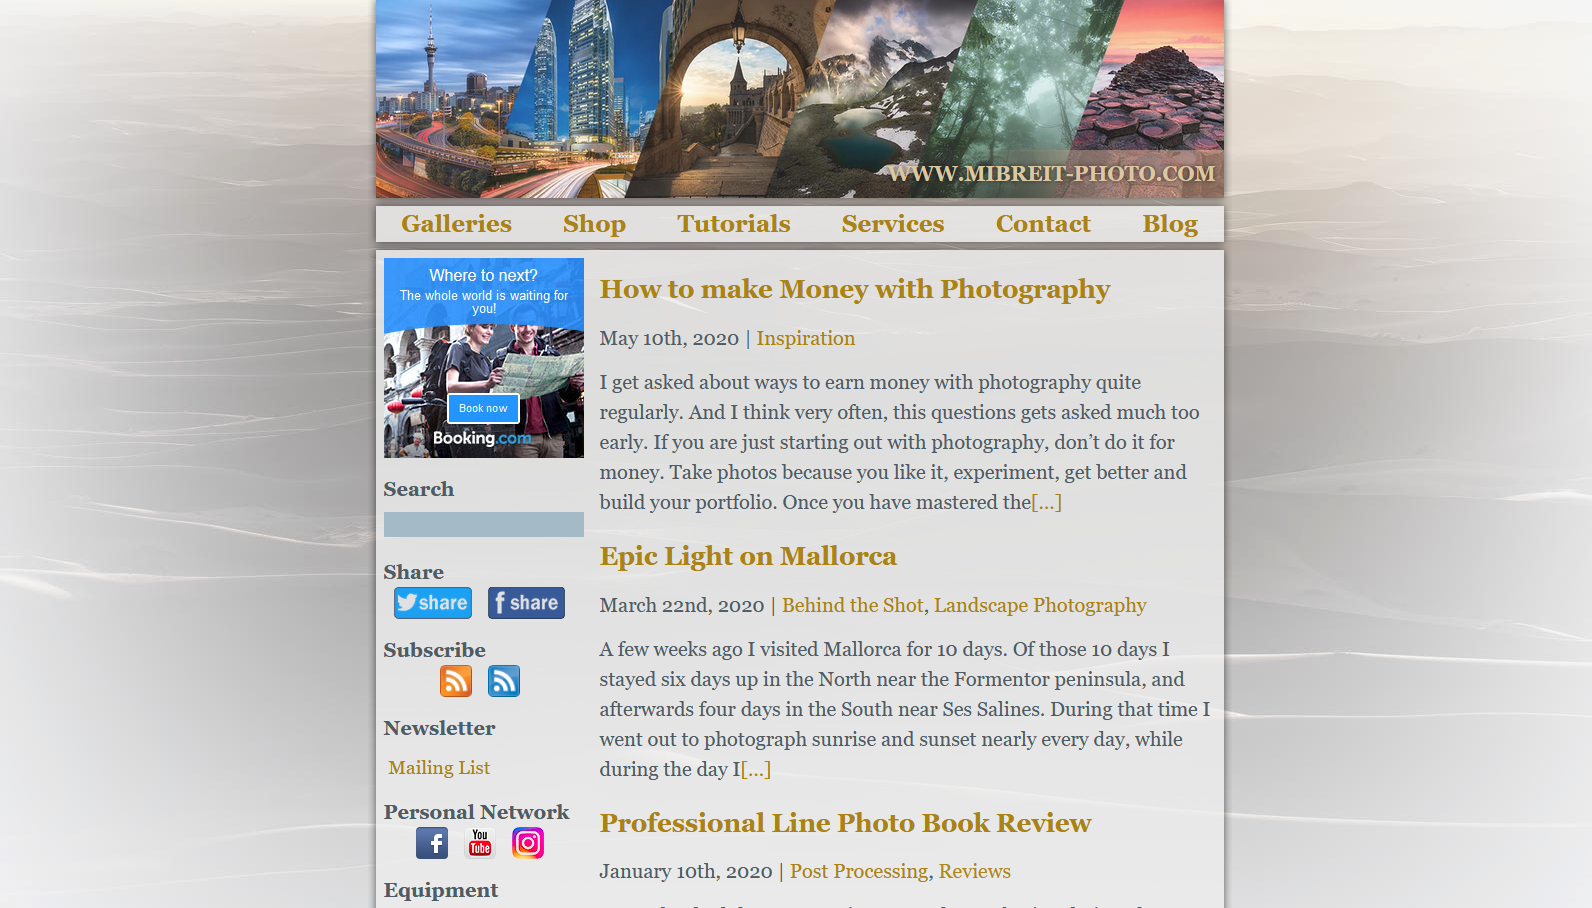 WWW.MIBREIT-PHOTO.COM
Galleries Shop Tutorials Services Contact Blog
Where to next?
The whole world is waiting for
you!
Book now
Booking.com
Search
Share
share
f share
Subscribe
Newsletter
Mailing List
Personal Network
f
You
Tube
Equipment
How to make Money with Photography
May 10th, 2020 | Inspiration
I get asked about ways to earn money with photography quite
regularly. And I think very often, this questions gets asked much too
early. If you are just starting out with photography, don’t do it for
money. Take photos because you like it, experiment, get better and
build your portfolio. Once you have mastered the[...]
Epic Light on Mallorca
March 22nd, 2020 | Behind the Shot, Landscape Photography
A few weeks ago I visited Mallorca for 10 days. Of those 10 days I
stayed six days up in the North near the Formentor peninsula, and
afterwards four days in the South near Ses Salines. During that time I
went out to photograph sunrise and sunset nearly every day, while
during the day I[...]
Professional Line Photo Book Review
January 10th, 2020 | Post Processing, Reviews